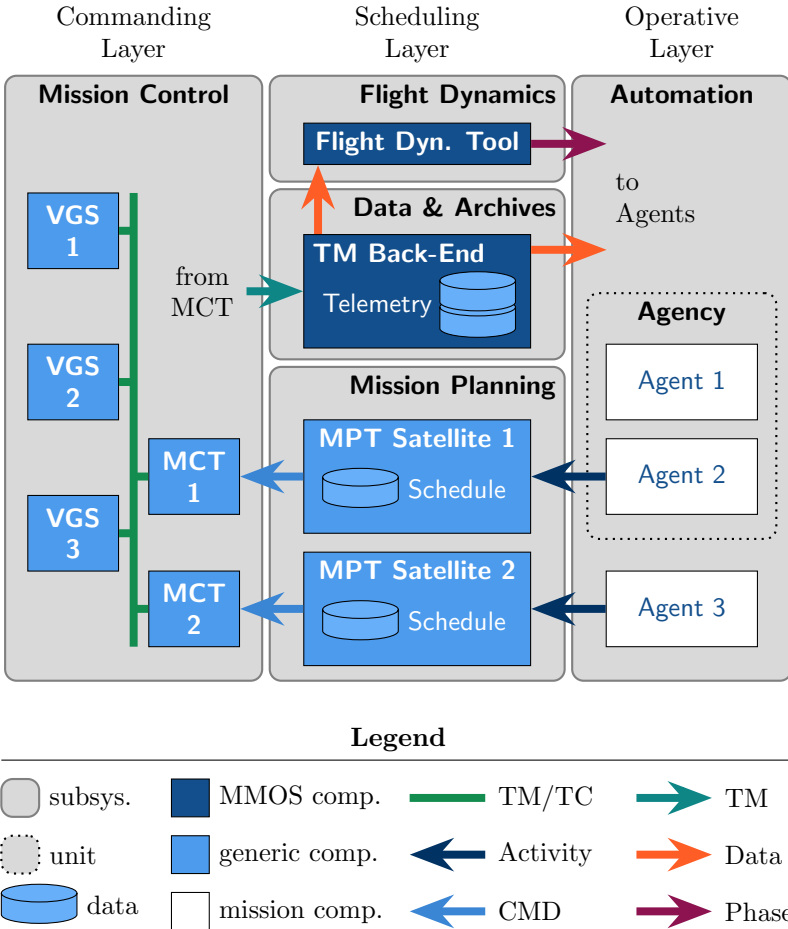 Commanding
Layer
Scheduling
Layer
Operative
Layer
Mission Control
Flight Dynamics
Automation
Flight Dyn. Tool
to
Agents
VGS
1
Data & Archives
TM Back-End
from
MCT
Telemetry
Agency
VGS
2
Agent 1
Mission Planning
MCT
1
MPT Satellite 1
Schedule
Agent 2
VGS
3
MCT
2
MPT Satellite 2
Schedule
Agent 3
Legend
subsys.
MMOS comp.
TM/TC
TM
unit
generic comp.
Activity
Data
data
mission comp.
CMD
Phase